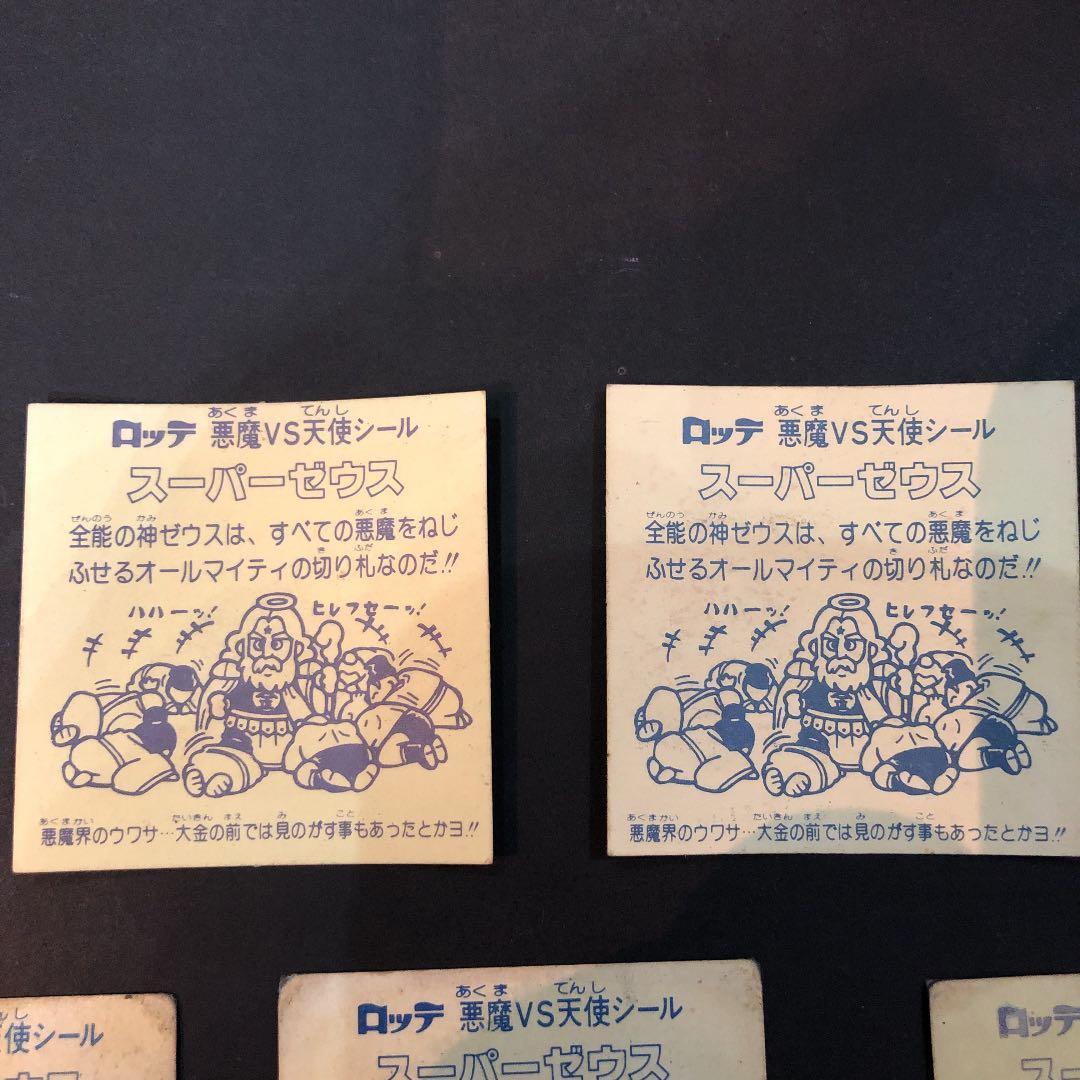 ロッテ 悪魔VS天使シール
あくま てんし
スーパーゼウス
ぜんのう かみ あくま
全能の神ゼウスは、すべての悪魔をねじ
き ふだ
ふせるオールマイティの切り札なのだ!!
ハハーッ! ヒレフセーッ!
あくまかい たいきん まえ み こと
悪魔界のウワサ…大金の前では見のがす事もあったとかヨ!!
ロッテ 悪魔VS天使シール
あくま てんし
スーパーゼウス
ぜんのう かみ あくま
全能の神ゼウスは、すべての悪魔をねじ
き ふだ
ふせるオールマイティの切り札なのだ!!
ハハーッ! ヒレフセーッ!
あくまかい たいきん まえ み こと
悪魔界のウワサ…大金の前では見のがす事もあったとかヨ!!
使シール
あくま てんし
ロッテ 悪魔VS天使シール
スーパーゼウス
ロッテ